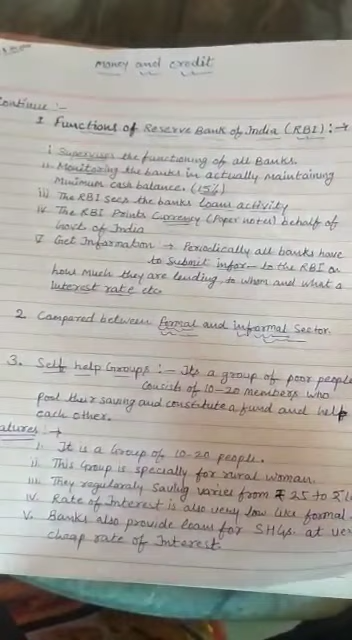 Money and credit
Continue :-
1 Functions of Reserve Bank of India (RBI) :→
i Supervises the functioning of all Banks.
ii- Monitoring the banks in actually maintaining
Minimum cash balance. (15%)
iii The RBI sees the banks loans activity
iv. The RBI Prints Currency (Paper notes) behalf of
Govt. of India
V Get Information → Periodically all banks have
to Submit infor- to the RBI on
how much they are lending, to whom and what a
interest rate etc.
2. Compared between formal and informal Sector.
3. Self help Groups :- Its a group of poor people
Consists of 10-20 members who
Pool their saving and constitute a fund and help
each other.
atures :→
i It is a Group of 10-20 people.
ii) This Group is specially for rural woman.
iii) They regularaly Saving varies from ₹ 25 to ₹
iv. Rate of Interest is also very low like formal
v. Banks also provide loans for SHGs. at ver
cheap rate of Interest.